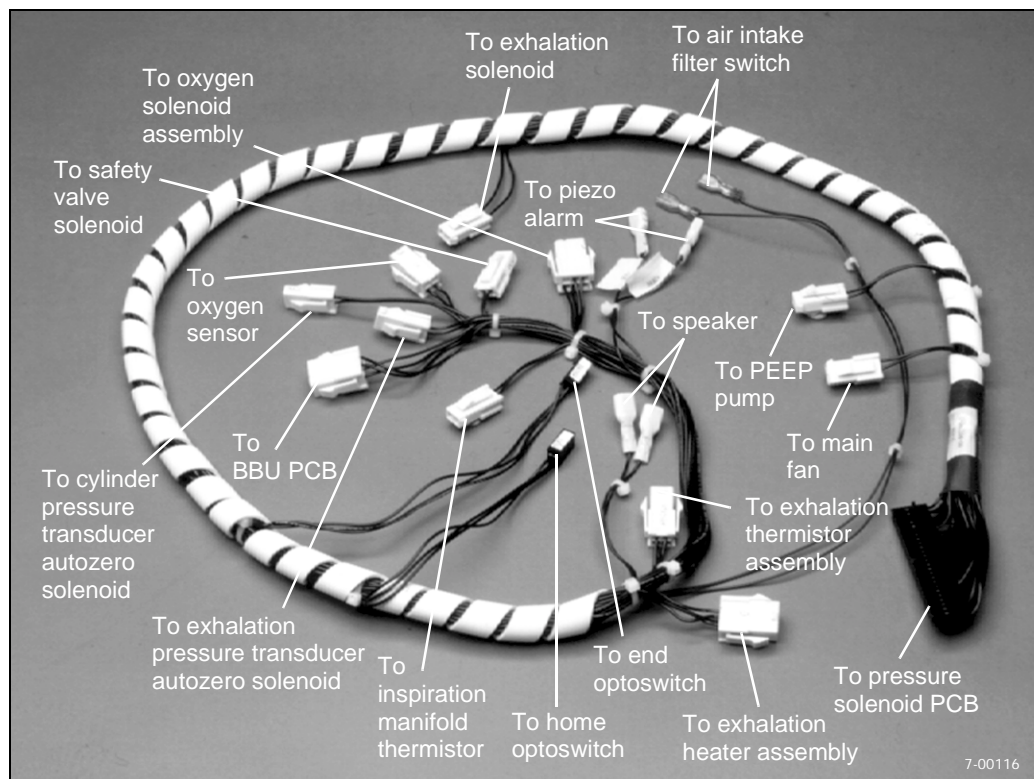 To exhalation
solenoid
To air intake
filter switch
To oxygen
solenoid
assembly
To safety
valve
solenoid
To piezo
alarm
To
oxygen
sensor
To speaker
To PEEP
pump
To main
fan
To
BBU PCB
To cylinder
pressure
transducer
autozero
solenoid
To exhalation
thermistor
assembly
To exhalation
pressure transducer
autozero solenoid
To
inspiration
manifold
thermistor
To home
optoswitch
To end
optoswitch
To exhalation
heater assembly
To pressure
solenoid PCB
7-00116